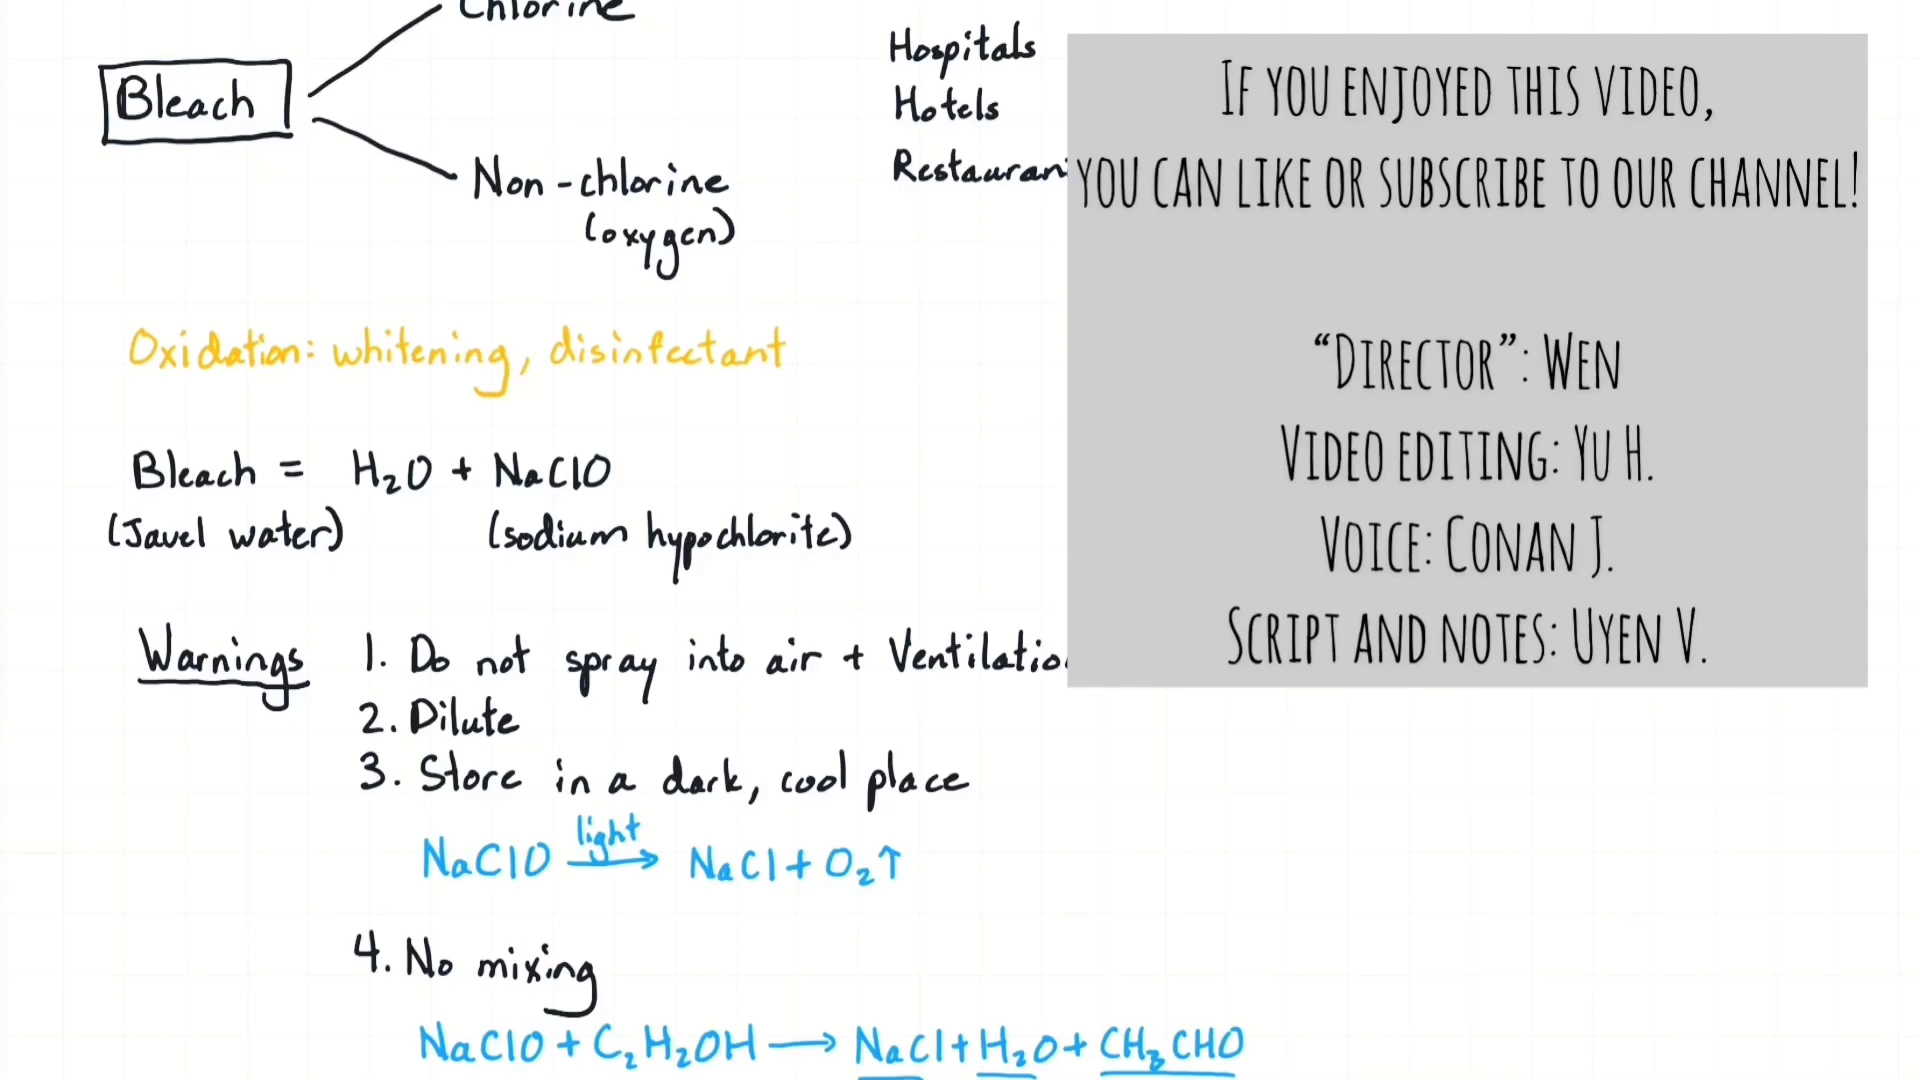 Chlorine
Bleach
Non-chlorine
(oxygen)
Hospitals
Hotels
Restauran
Oxidation: whitening, disinfectant
Bleach = H₂O + NaClO
(Javel water) (sodium hypochlorite)
Warnings 1. Do not spray into air + Ventilatio
2. Dilute
3. Store in a dark, cool place
NaClO light → NaCl + O₂↑
4. No mixing
NaClO + C₂H₂OH → NaCl + H₂O + CH₃CHO
IF YOU ENJOYED THIS VIDEO,
YOU CAN LIKE OR SUBSCRIBE TO OUR CHANNEL!
“DIRECTOR”: WEN
VIDEO EDITING: YU H.
VOICE: CONAN J.
SCRIPT AND NOTES: UYEN V.